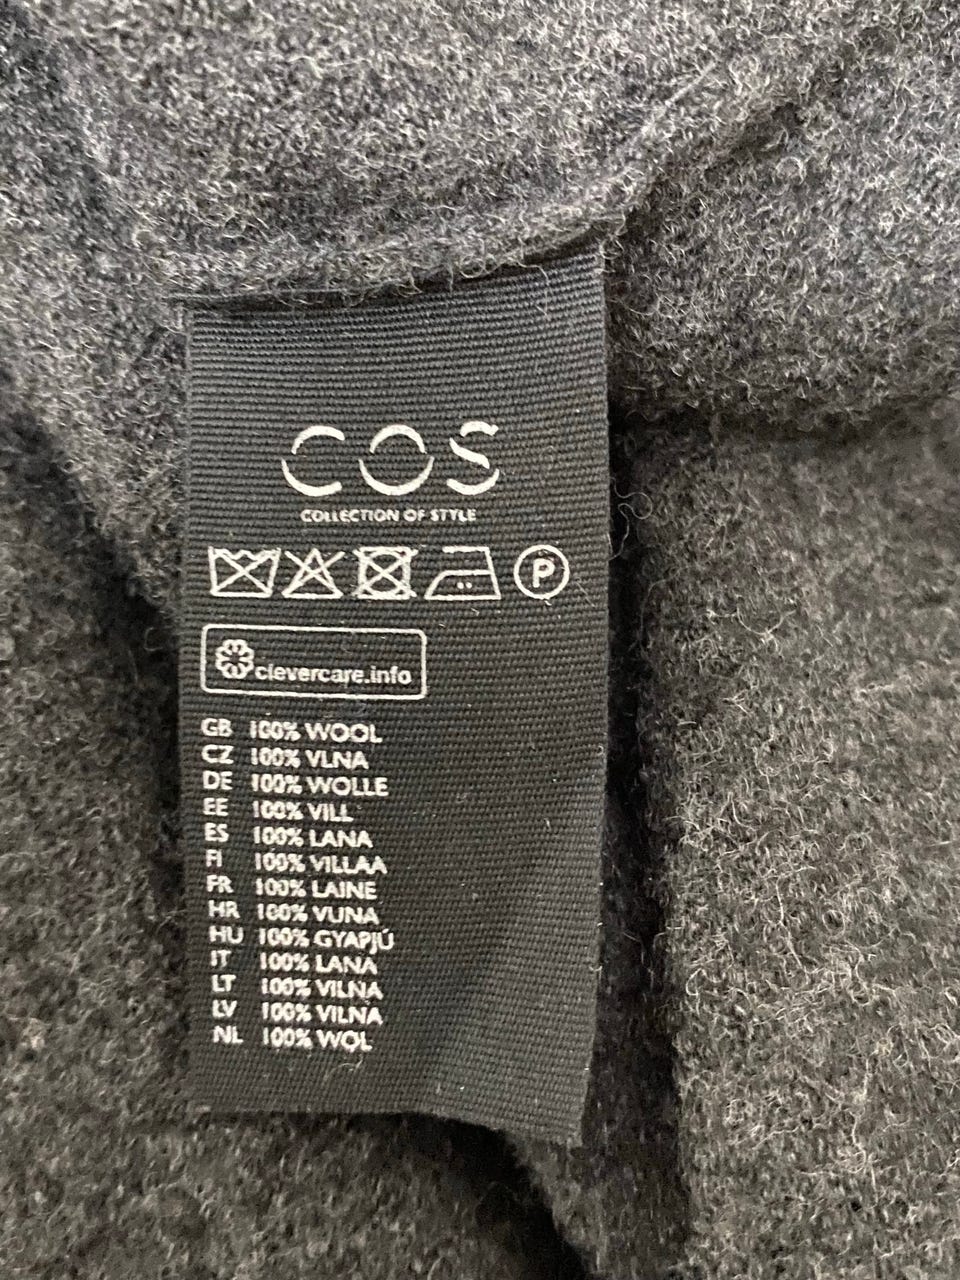 COS
COLLECTION OF STYLE
P
clevercare.info
GB 100% WOOL
CZ 100% VLNA
DE 100% WOLLE
EE 100% VILL
ES 100% LANA
FI 100% VILLAA
FR 100% LAINE
HR 100% VUNA
HU 100% GYAPJÚ
IT 100% LANA
LT 100% VILNA
LV 100% VILNA
NL 100% WOL